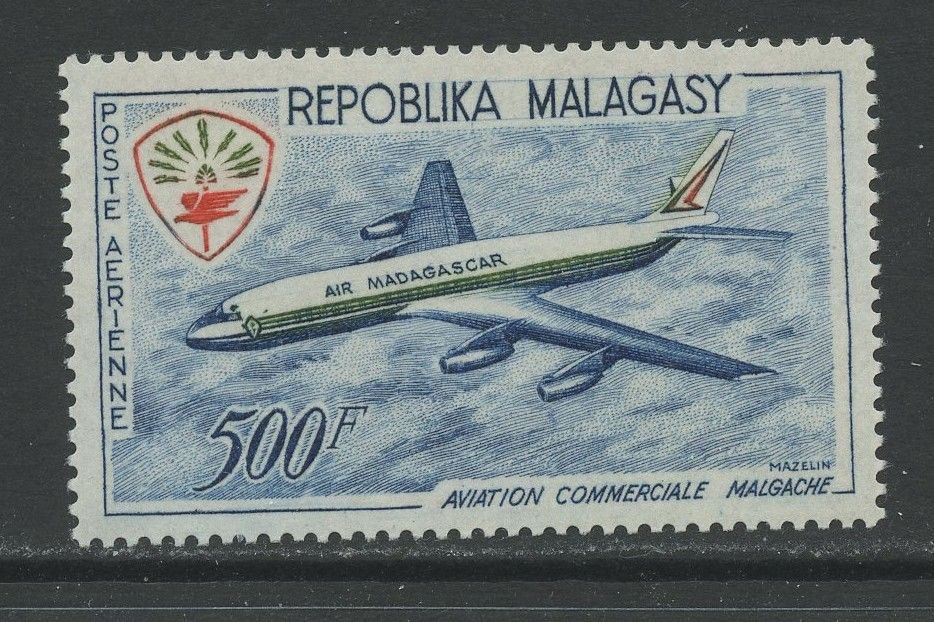 REPOBLIKA MALAGASY
POSTE AERIENNE
AIR MADAGASCAR
500F
MAZELIN
AVIATION COMMERCIALE MALGACHE